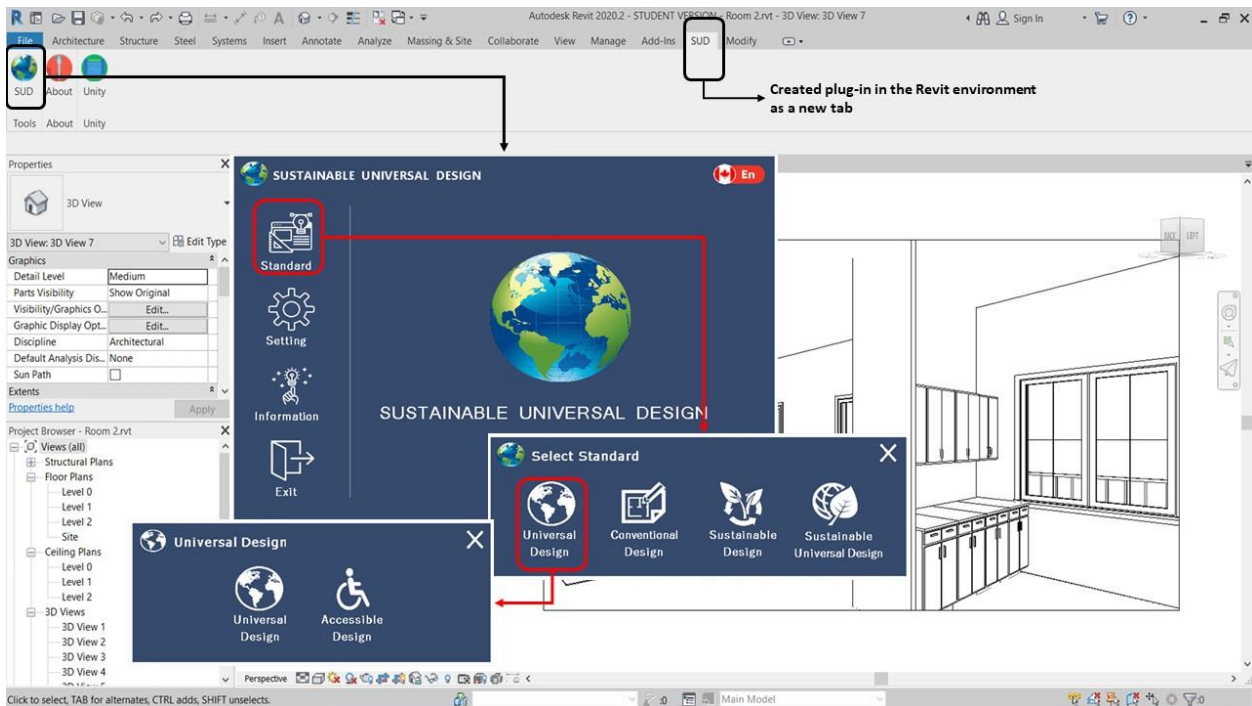 Autodesk Revit 2020.2 - STUDENT VERSION - Room 2.rvt - 3D View: 3D View 7
Sign In
File Architecture Structure Steel Systems Insert Annotate Analyze Massing & Site Collaborate View Manage Add-Ins SUD Modify
SUD About Unity
Tools About Unity
Created plug-in in the Revit environment
as a new tab
Properties
3D View
3D View: 3D View 7
Edit Type
Graphics
Detail Level Medium
Parts Visibility Show Original
Visibility/Graphics O... Edit...
Graphic Display Opt... Edit...
Discipline Architectural
Default Analysis Dis... None
Sun Path
Extents
Properties help Apply
Project Browser - Room 2.rvt
Views (all)
Structural Plans
Floor Plans
Level 0
Level 1
Level 2
Site
Ceiling Plans
Level 0
Level 1
Level 2
3D Views
3D View 1
3D View 2
3D View 3
3D View 4
SUSTAINABLE UNIVERSAL DESIGN
En
Standard
Setting
Information
Exit
SUSTAINABLE UNIVERSAL DESIGN
Select Standard
Universal
Design
Conventional
Design
Sustainable
Design
Sustainable
Universal Design
Universal Design
Universal
Design
Accessible
Design
BACK LEFT
Perspective
Click to select, TAB for alternates, CTRL adds, SHIFT unselects.
:0
Main Model
:0